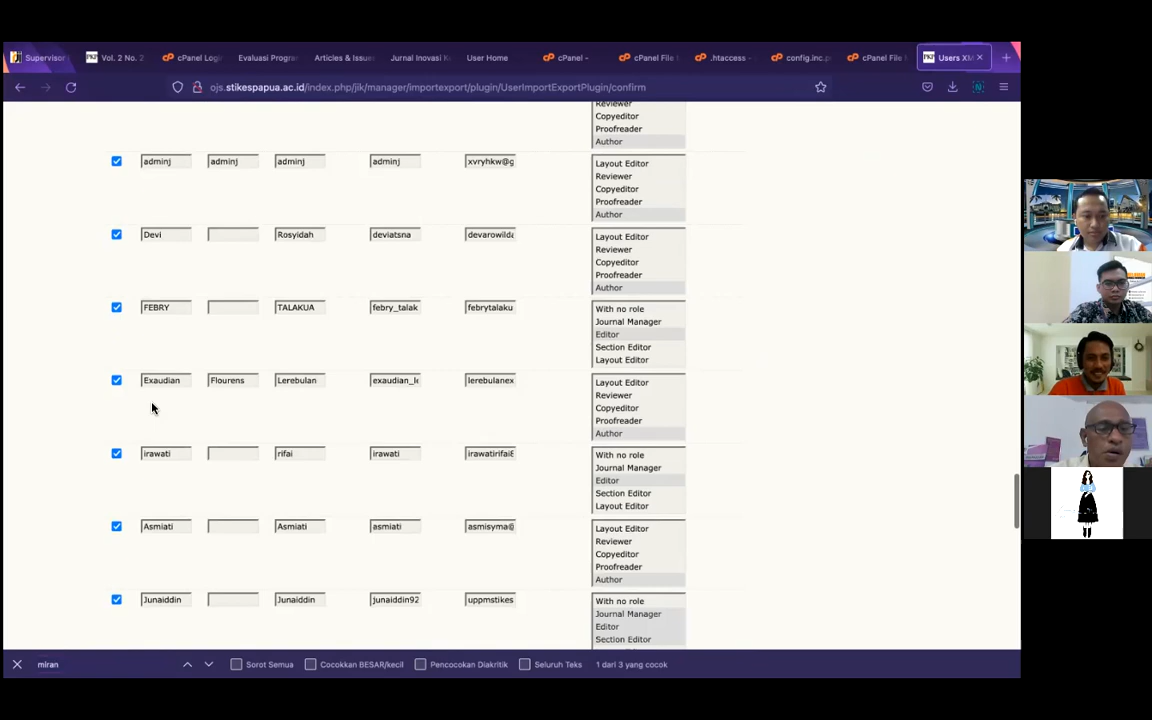 Supervisor
Vol. 2 No. 2
cPanel Log
Evaluasi Progra
Articles & Issu
Jurnal Inovasi K
User Home
cPanel -
cPanel File
.htaccess -
config.inc.p
cPanel File
Users XM
ojs.stikespapua.ac.id/index.php/jik/manager/importexport/plugin/UserImportExportPlugin/confirm
Reviewer
Copyeditor
Proofreader
Author
adminj adminj adminj adminj xvryhkw@g
Layout Editor
Reviewer
Copyeditor
Proofreader
Author
Devi Rosyidah deviatsna devarowilda
Layout Editor
Reviewer
Copyeditor
Proofreader
Author
FEBRY TALAKUA febry_talak febrytalaku
With no role
Journal Manager
Editor
Section Editor
Layout Editor
Exaudian Flourens Lerebulan exaudian_le lerebulanex
Layout Editor
Reviewer
Copyeditor
Proofreader
Author
irawati rifai irawati irawatirifai
With no role
Journal Manager
Editor
Section Editor
Layout Editor
Asmiati Asmiati asmiati asmisyma@
Layout Editor
Reviewer
Copyeditor
Proofreader
Author
Junaiddin Junaiddin junaiddin92 uppmstikes
With no role
Journal Manager
Editor
Section Editor
miran
Sorot Semua
Cocokkan BESAR/kecil
Pencocokan Diakritik
Seluruh Teks
1 dari 3 yang cocok